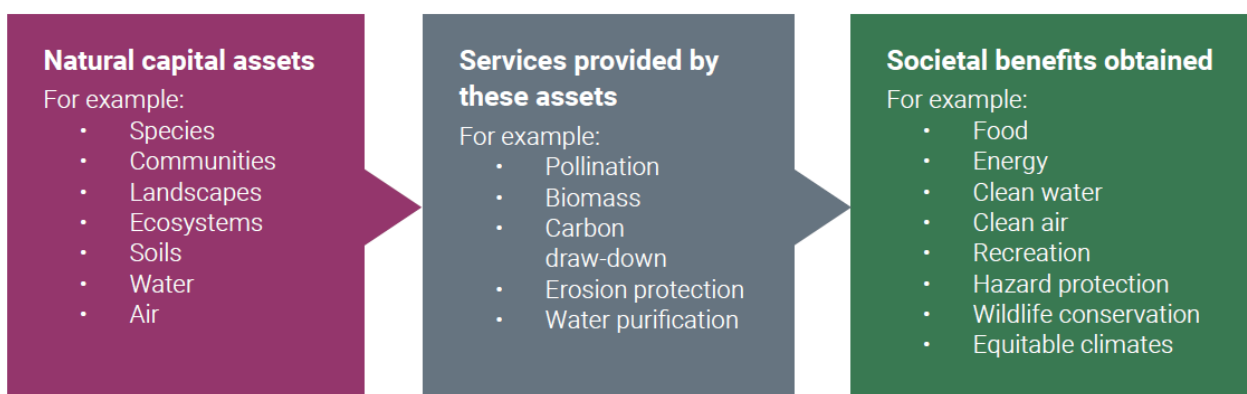 Natural capital assets
For example:
• Species
• Communities
• Landscapes
• Ecosystems
• Soils
• Water
• Air
Services provided by
these assets
For example:
• Pollination
• Biomass
• Carbon
draw-down
• Erosion protection
• Water purification
Societal benefits obtained
For example:
• Food
• Energy
• Clean water
• Clean air
• Recreation
• Hazard protection
• Wildlife conservation
• Equitable climates